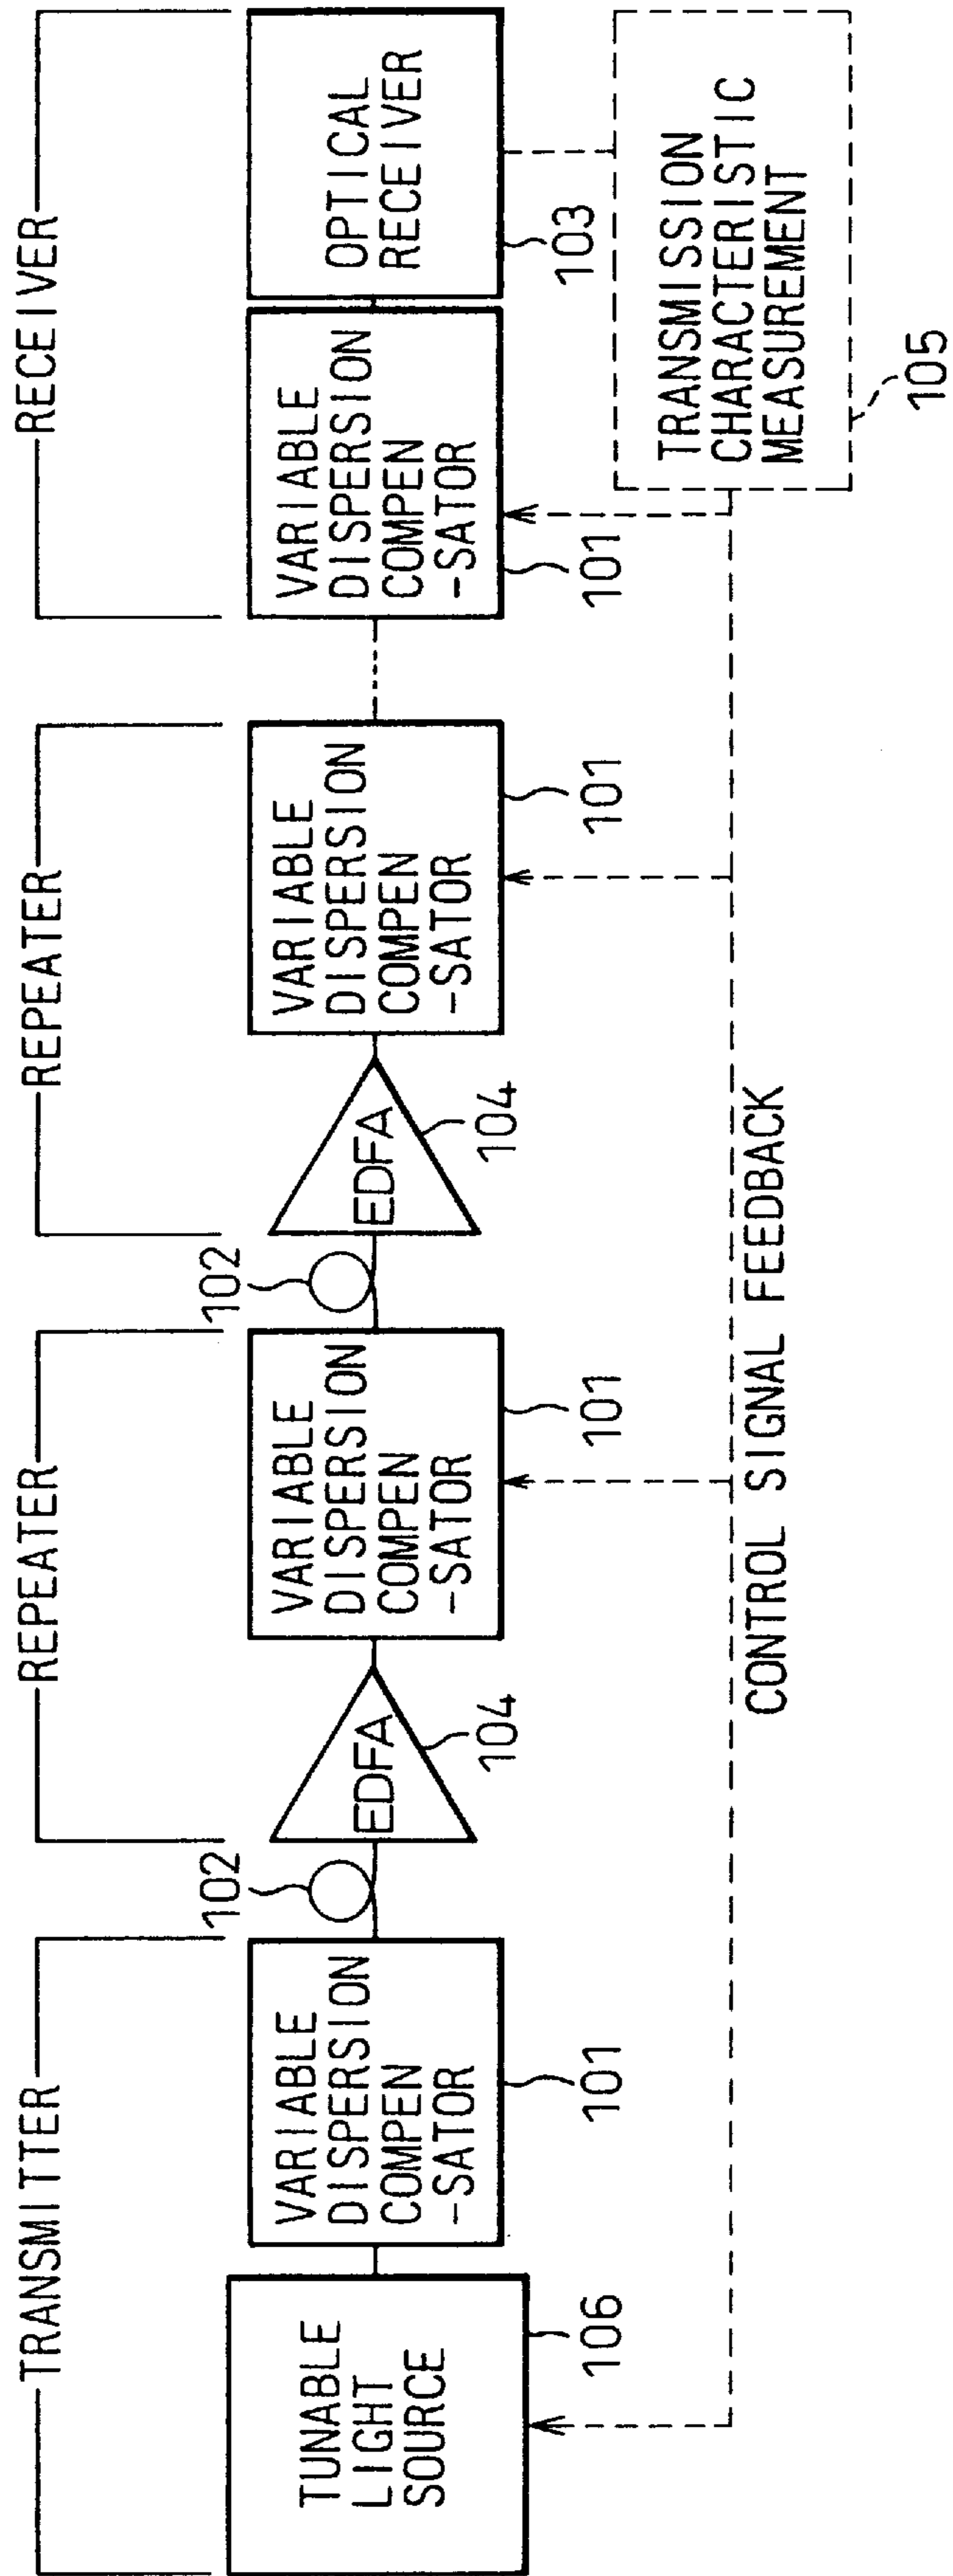 TRANSMITTER
REPEATER
REPEATER
RECEIVER
TUNABLE
LIGHT
SOURCE
106
VARIABLE
DISPERSION
COMPEN
-SATOR
101
102
EDFA
104
VARIABLE
DISPERSION
COMPEN
-SATOR
101
102
EDFA
104
VARIABLE
DISPERSION
COMPEN
-SATOR
101
VARIABLE
DISPERSION
COMPEN
-SATOR
101
OPTICAL
RECEIVER
103
TRANSMISSION
CHARACTERISTIC
MEASUREMENT
105
CONTROL SIGNAL FEEDBACK